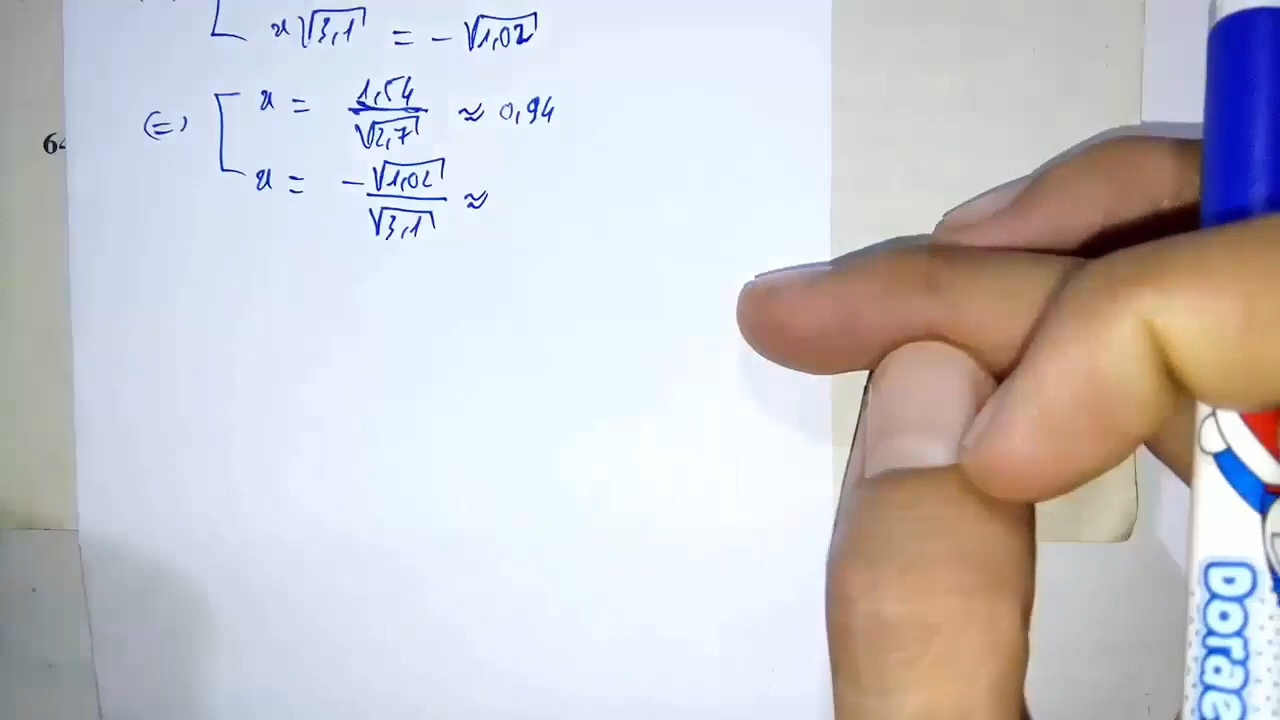 x√3,1 = -√1,02
⇔ [ x = 1,54/√2,7 ≈ 0,94
64
x = -√1,02/√3,1 ≈
Dorae